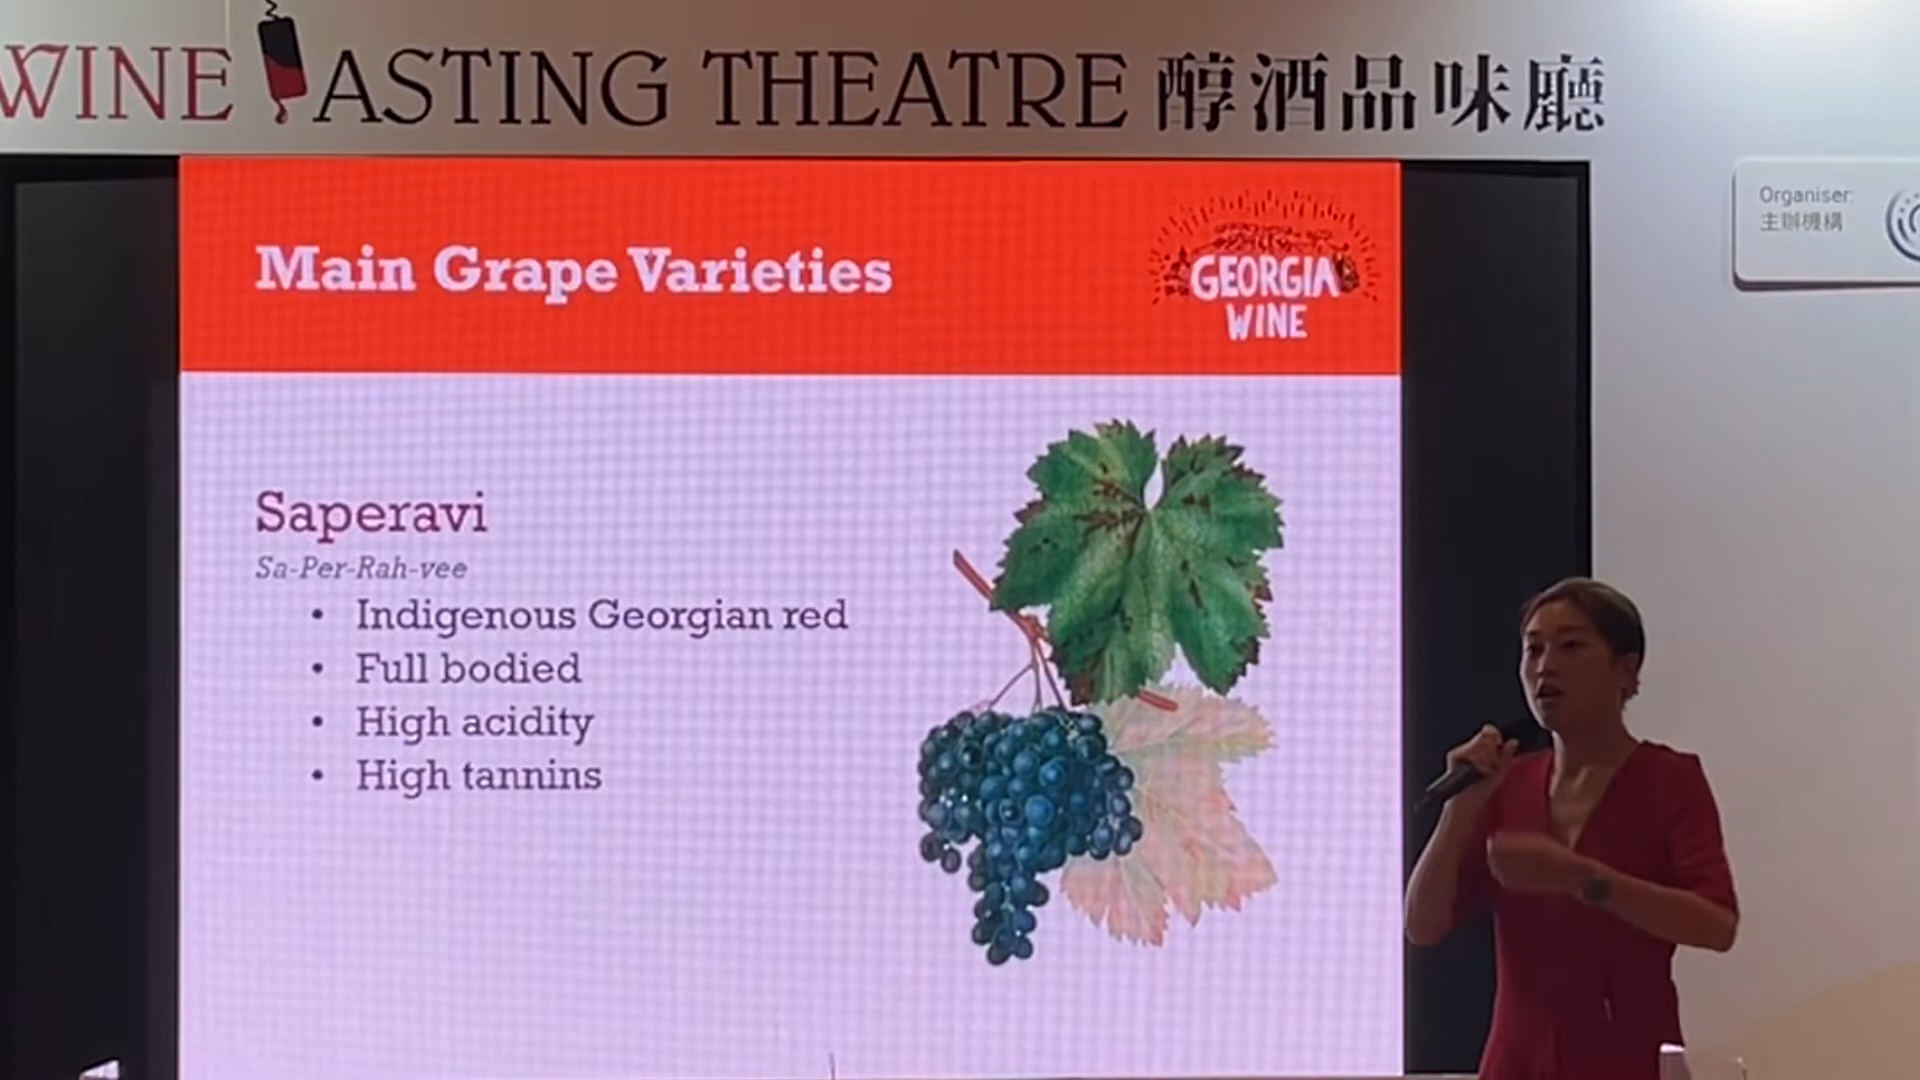 WINE TASTING THEATRE 醇酒品味廳
Organiser:
主辦機構
Main Grape Varieties
GEORGIA
WINE
Saperavi
Sa-Per-Rah-vee
• Indigenous Georgian red
• Full bodied
• High acidity
• High tannins